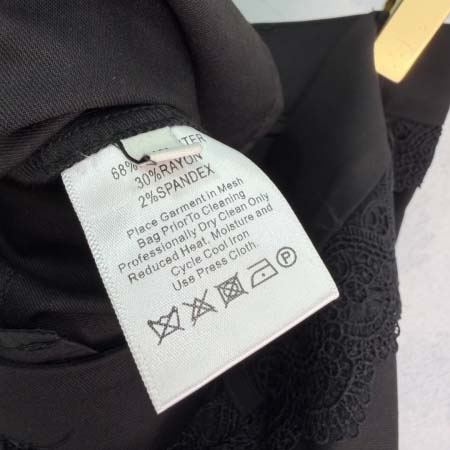 68%
30%RAYON
2%SPANDEX
Place Garment in Mesh
Bag PriorTo Cleaning
Professionally Dry Clean Only
Reduced Heat, Moisture and
Cycle Cool Iron
Use Press Cloth.
P